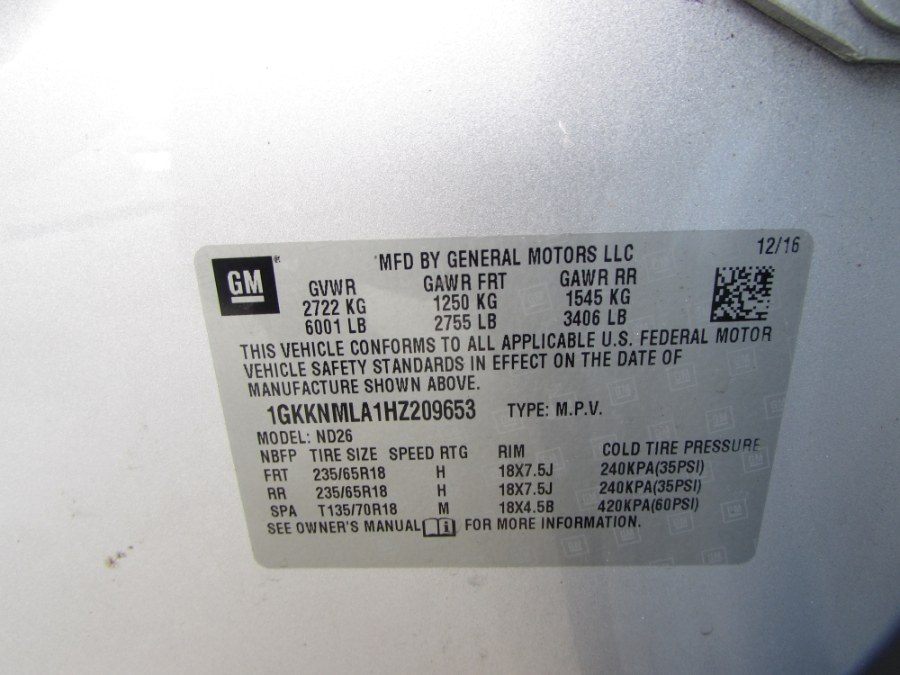 12/16
GM
MFD BY GENERAL MOTORS LLC
GVWR GAWR FRT GAWR RR
2722 KG 1250 KG 1545 KG
6001 LB 2755 LB 3406 LB
THIS VEHICLE CONFORMS TO ALL APPLICABLE U.S. FEDERAL MOTOR
VEHICLE SAFETY STANDARDS IN EFFECT ON THE DATE OF
MANUFACTURE SHOWN ABOVE.
1GKKNMLA1HZ209653 TYPE: M.P.V.
MODEL: ND26
NBFP TIRE SIZE SPEED RTG RIM COLD TIRE PRESSURE
FRT 235/65R18 H 18X7.5J 240KPA(35PSI)
RR 235/65R18 H 18X7.5J 240KPA(35PSI)
SPA T135/70R18 M 18X4.5B 420KPA(60PSI)
SEE OWNER'S MANUAL i FOR MORE INFORMATION.